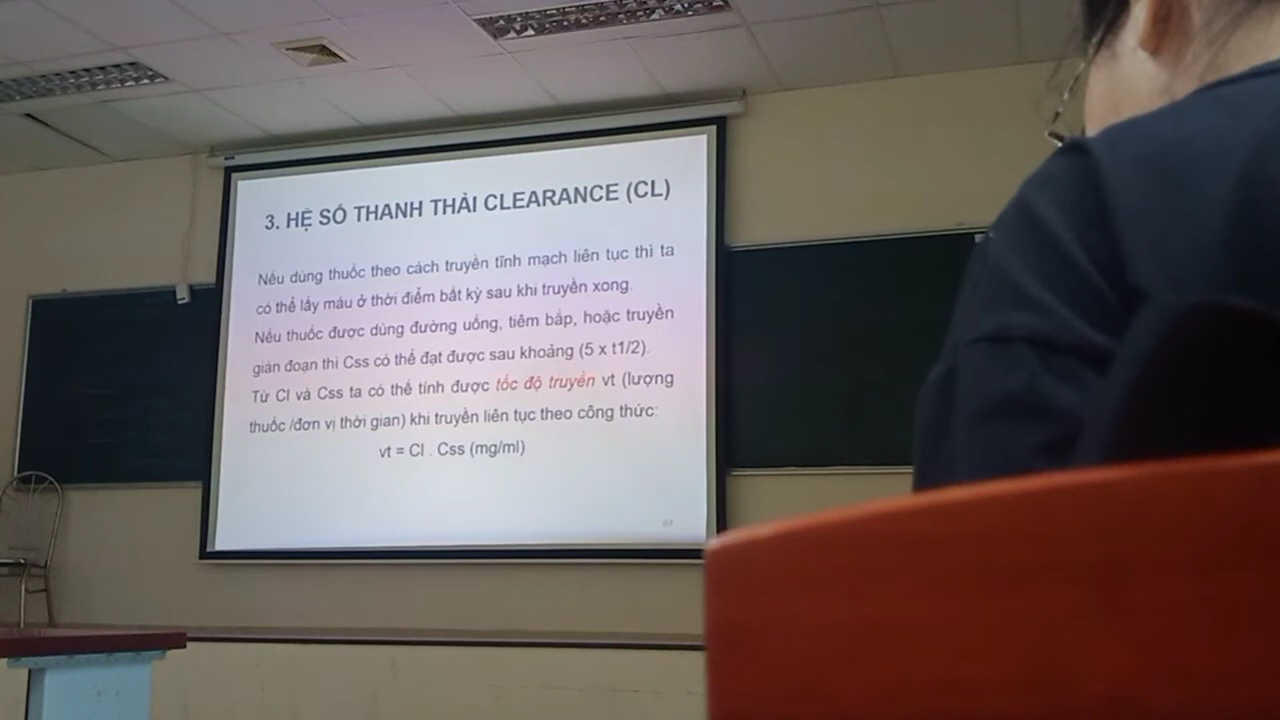 3. HỆ SỐ THANH THẢI CLEARANCE (CL)
Nếu dùng thuốc theo cách truyền tĩnh mạch liên tục thì ta
có thể lấy máu ở thời điểm bất kỳ sau khi truyền xong.
Nếu thuốc được dùng đường uống, tiêm bắp, hoặc truyền
gián đoạn thì Css có thể đạt được sau khoảng (5 x t1/2).
Từ Cl và Css ta có thể tính được tốc độ truyền vt (lượng
thuốc /đơn vị thời gian) khi truyền liên tục theo công thức:
vt = Cl . Css (mg/ml)